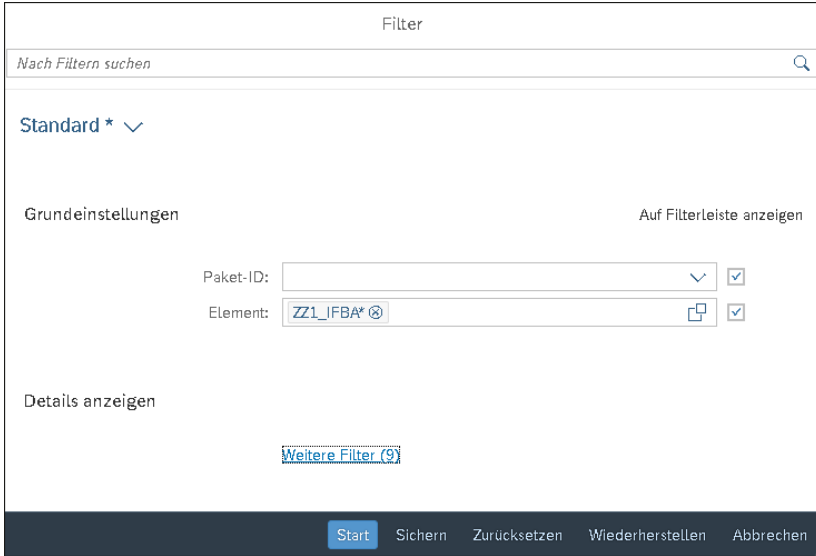 Filter
Nach Filtern suchen
Standard *
Grundeinstellungen
Auf Filterleiste anzeigen
Paket-ID:
Element: ZZ1_IFBA*
Details anzeigen
Weitere Filter (9)
Start Sichern Zurücksetzen Wiederherstellen Abbrechen